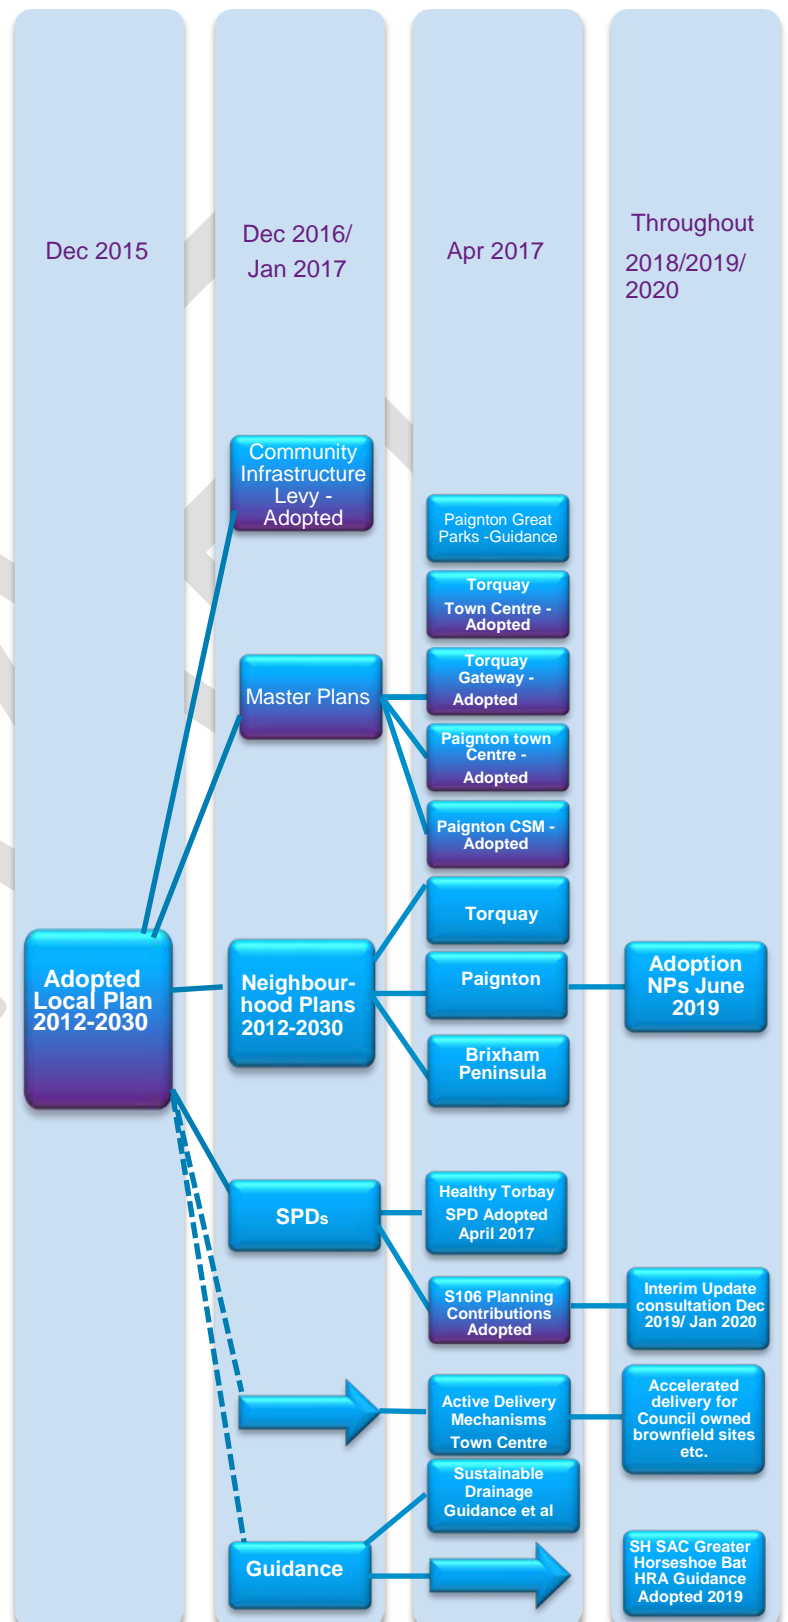 Dec 2015
Dec 2016/
Jan 2017
Apr 2017
Throughout
2018/2019/
2020
Community
Infrastructure
Levy -
Adopted
Paignton Great
Parks -Guidance
Torquay
Town Centre -
Adopted
Master Plans
Torquay
Gateway -
Adopted
Paignton town
Centre -
Adopted
Paignton CSM -
Adopted
Adopted
Local Plan
2012-2030
Neighbour-
hood Plans
2012-2030
Torquay
Paignton
Brixham
Peninsula
Adoption
NPs June
2019
SPDs
Healthy Torbay
SPD Adopted
April 2017
S106 Planning
Contributions
Adopted
Interim Update
consultation Dec
2019/ Jan 2020
Active Delivery
Mechanisms
Town Centre
Accelerated
delivery for
Council owned
brownfield sites
etc.
Sustainable
Drainage
Guidance et al
Guidance
SH SAC Greater
Horseshoe Bat
HRA Guidance
Adopted 2019